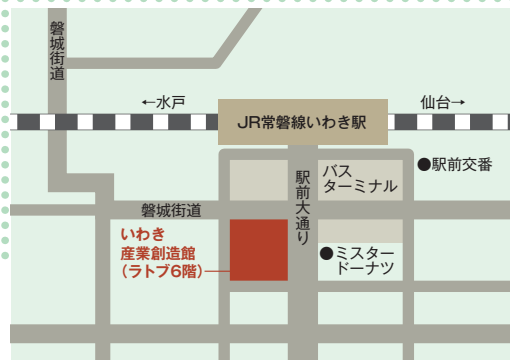 磐城街道
←水戸
仙台→
JR常磐線いわき駅
駅前大通り
バス
ターミナル
●駅前交番
磐城街道
いわき
産業創造館
（ラトブ6階）
●ミスター
ドーナツ